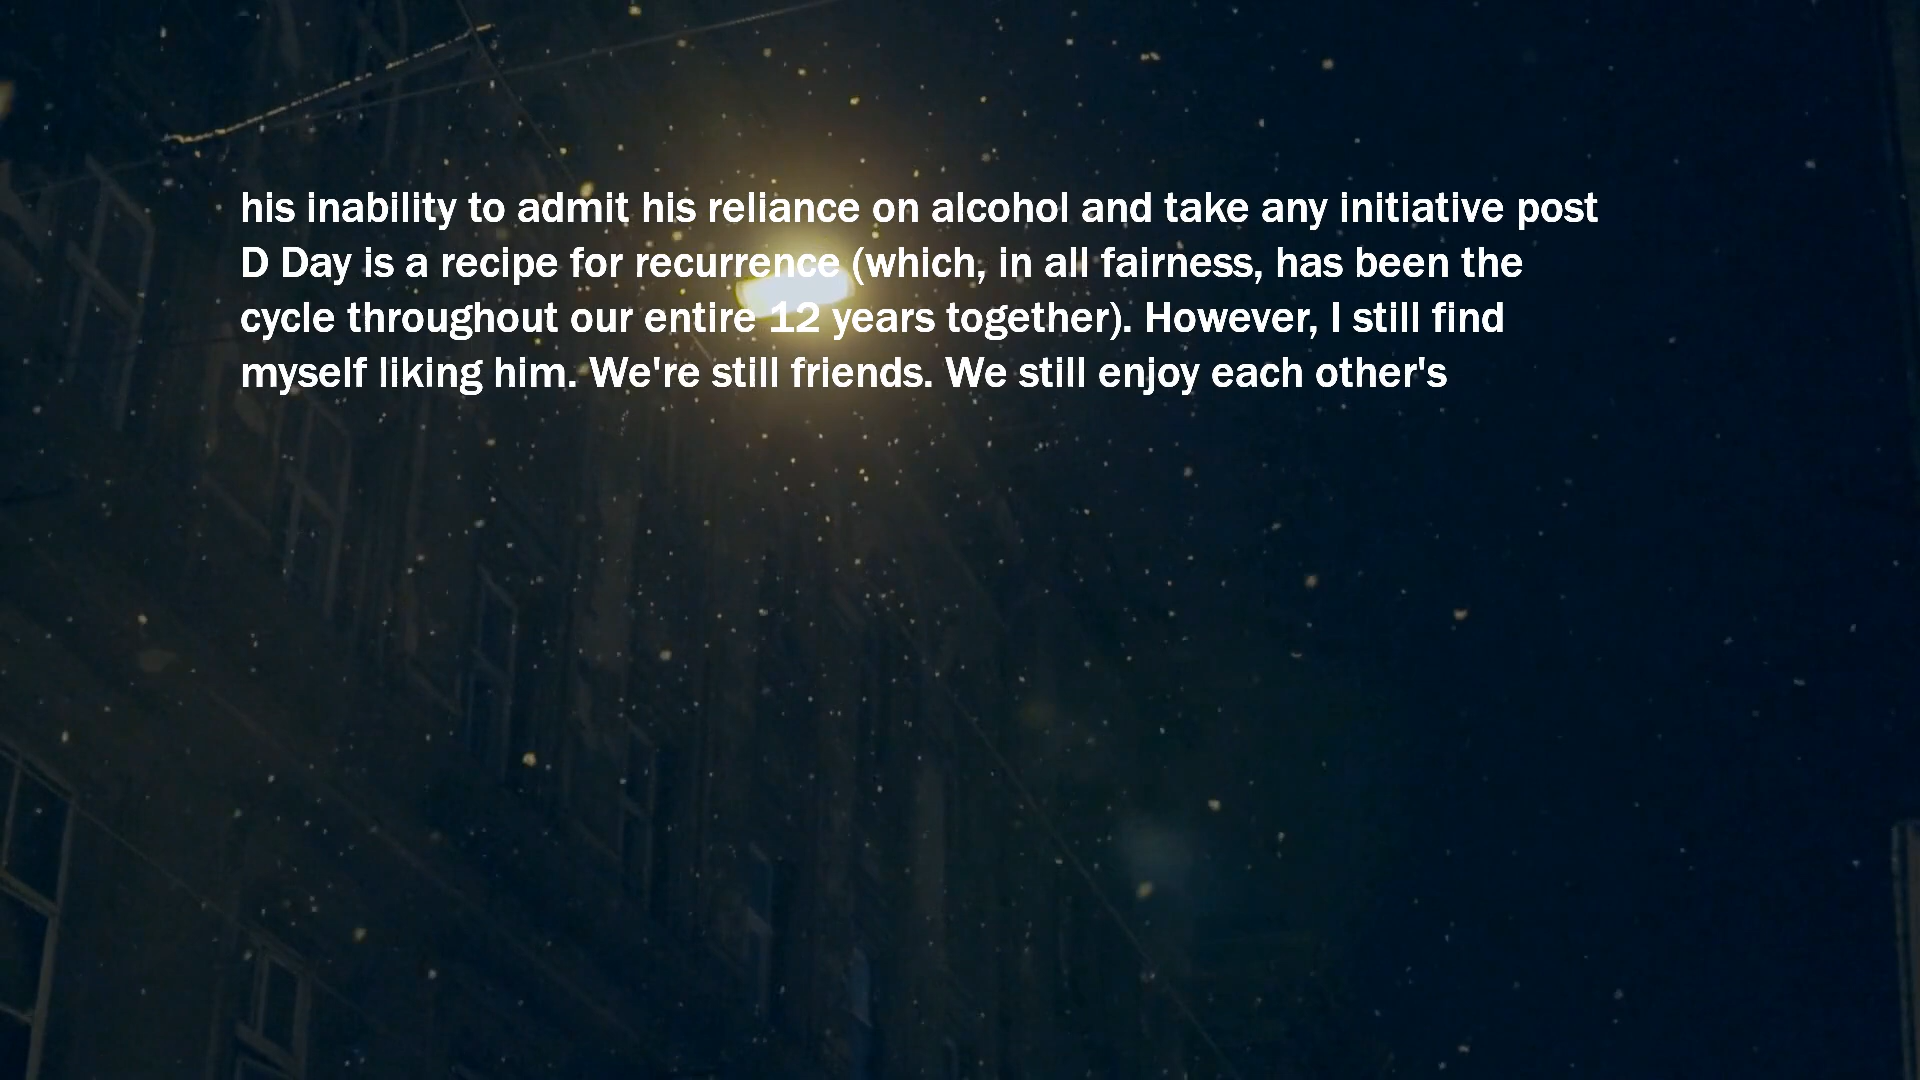 his inability to admit his reliance on alcohol and take any initiative post
D Day is a recipe for recurrence (which, in all fairness, has been the
cycle throughout our entire 12 years together). However, I still find
myself liking him. We're still friends. We still enjoy each other's